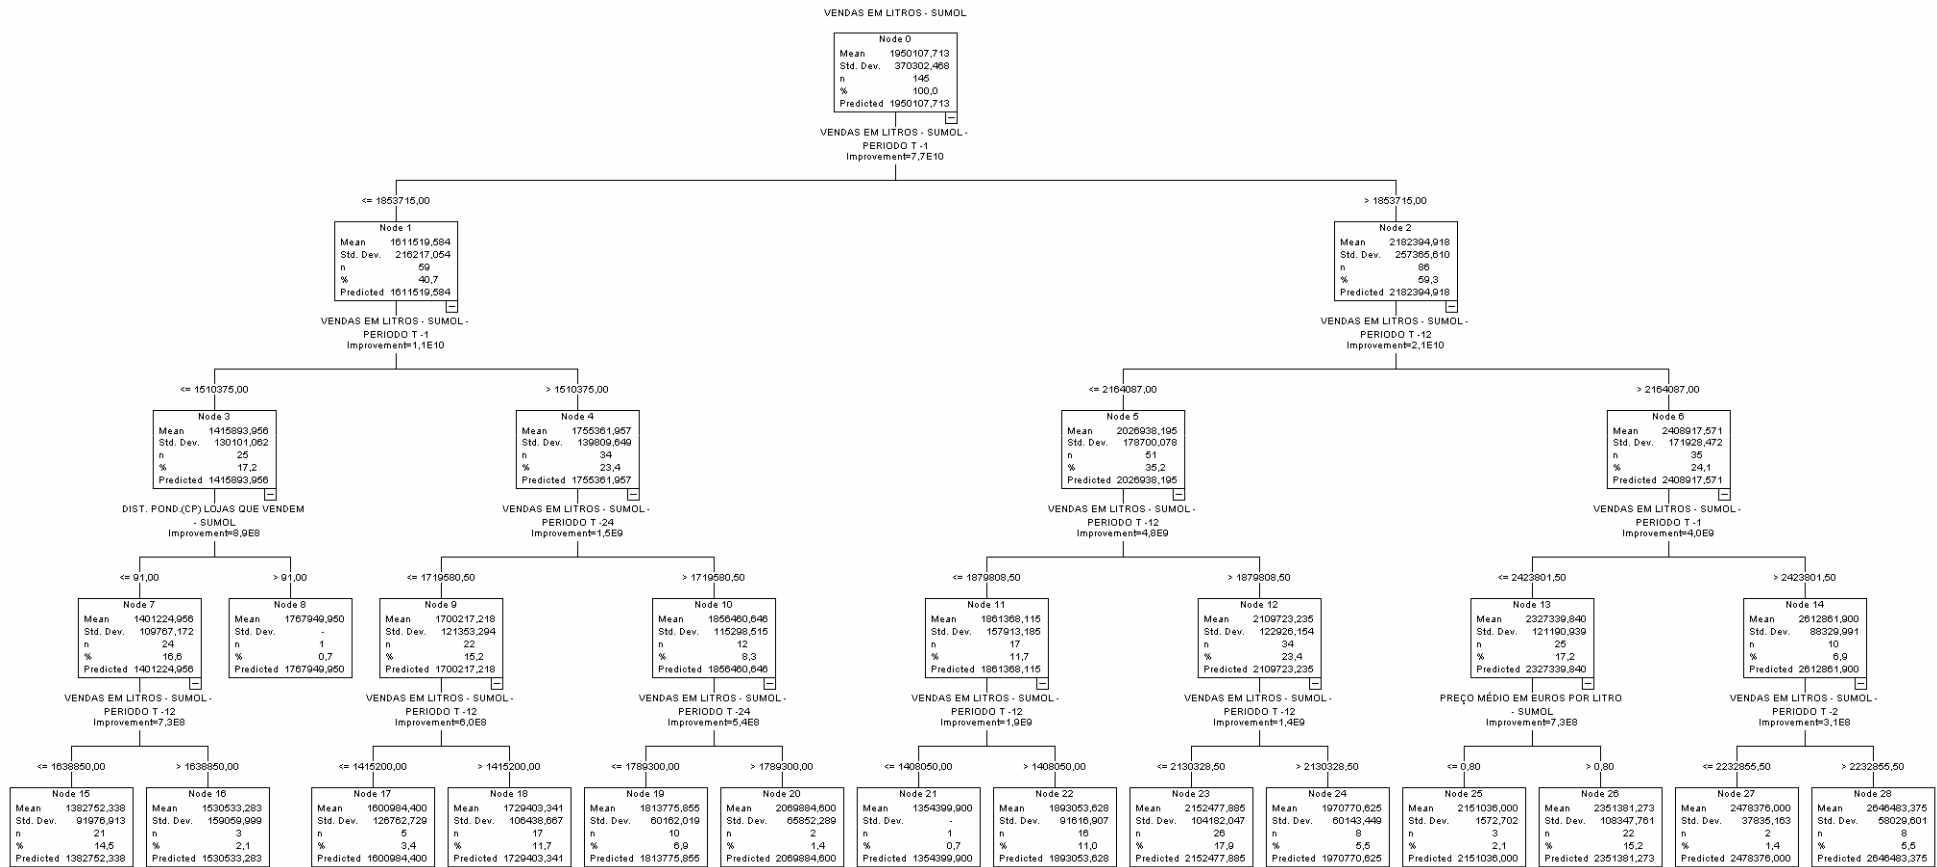 VENDAS EM LITROS - SUMOL
Node 0
Mean 1950107,713
Std. Dev. 370302,468
n 145
% 100,0
Predicted 1950107,713
VENDAS EM LITROS - SUMOL -
PERIODO T -1
Improvement=7,7E10
<= 1853715,00
> 1853715,00
Node 1
Mean 1611519,584
Std. Dev. 216217,054
n 59
% 40,7
Predicted 1611519,584
VENDAS EM LITROS - SUMOL -
PERIODO T -1
Improvement=1,1E10
Node 2
Mean 2182394,918
Std. Dev. 257365,610
n 86
% 59,3
Predicted 2182394,918
VENDAS EM LITROS - SUMOL -
PERIODO T -12
Improvement=2,1E10
<= 1510375,00
> 1510375,00
<= 2164087,00
> 2164087,00
Node 3
Mean 1415893,956
Std. Dev. 130101,062
n 25
% 17,2
Predicted 1415893,956
DIST. POND.(CP) LOJAS QUE VENDEM
- SUMOL
Improvement=8,9E8
Node 4
Mean 1755361,957
Std. Dev. 139809,649
n 34
% 23,4
Predicted 1755361,957
VENDAS EM LITROS - SUMOL -
PERIODO T -24
Improvement=1,5E9
Node 5
Mean 2026938,195
Std. Dev. 178700,078
n 51
% 35,2
Predicted 2026938,195
VENDAS EM LITROS - SUMOL -
PERIODO T -12
Improvement=4,8E9
Node 6
Mean 2408917,571
Std. Dev. 171928,472
n 35
% 24,1
Predicted 2408917,571
VENDAS EM LITROS - SUMOL -
PERIODO T -1
Improvement=4,0E9
<= 91,00
> 91,00
<= 1719580,50
> 1719580,50
<= 1879808,50
> 1879808,50
<= 2423801,50
> 2423801,50
Node 7
Mean 1401224,956
Std. Dev. 109767,172
n 24
% 16,6
Predicted 1401224,956
VENDAS EM LITROS - SUMOL -
PERIODO T -12
Improvement=7,3E8
Node 8
Mean 1767949,950
Std. Dev. -
n 1
% 0,7
Predicted 1767949,950
Node 9
Mean 1700217,218
Std. Dev. 121353,294
n 22
% 15,2
Predicted 1700217,218
VENDAS EM LITROS - SUMOL -
PERIODO T -12
Improvement=6,0E8
Node 10
Mean 1856460,646
Std. Dev. 115298,515
n 12
% 8,3
Predicted 1856460,646
VENDAS EM LITROS - SUMOL -
PERIODO T -24
Improvement=5,4E8
Node 11
Mean 1861368,115
Std. Dev. 157913,185
n 17
% 11,7
Predicted 1861368,115
VENDAS EM LITROS - SUMOL -
PERIODO T -12
Improvement=1,9E9
Node 12
Mean 2109723,235
Std. Dev. 122926,154
n 34
% 23,4
Predicted 2109723,235
VENDAS EM LITROS - SUMOL -
PERIODO T -12
Improvement=1,4E9
Node 13
Mean 2327339,840
Std. Dev. 121190,939
n 25
% 17,2
Predicted 2327339,840
PREÇO MÉDIO EM EUROS POR LITRO
- SUMOL
Improvement=7,3E8
Node 14
Mean 2612861,900
Std. Dev. 88329,991
n 10
% 6,9
Predicted 2612861,900
VENDAS EM LITROS - SUMOL -
PERIODO T -2
Improvement=3,1E8
<= 1638850,00
> 1638850,00
<= 1415200,00
> 1415200,00
<= 1789300,00
> 1789300,00
<= 1408050,00
> 1408050,00
<= 2130328,50
> 2130328,50
<= 0,80
> 0,80
<= 2232855,50
> 2232855,50
Node 15
Mean 1382752,338
Std. Dev. 91976,913
n 21
% 14,5
Predicted 1382752,338
Node 16
Mean 1530533,283
Std. Dev. 159059,999
n 3
% 2,1
Predicted 1530533,283
Node 17
Mean 1600984,400
Std. Dev. 126762,729
n 5
% 3,4
Predicted 1600984,400
Node 18
Mean 1729403,341
Std. Dev. 106438,667
n 17
% 11,7
Predicted 1729403,341
Node 19
Mean 1813775,855
Std. Dev. 60162,019
n 10
% 6,9
Predicted 1813775,855
Node 20
Mean 2069884,600
Std. Dev. 65852,289
n 2
% 1,4
Predicted 2069884,600
Node 21
Mean 1354399,900
Std. Dev. -
n 1
% 0,7
Predicted 1354399,900
Node 22
Mean 1893053,628
Std. Dev. 91616,907
n 16
% 11,0
Predicted 1893053,628
Node 23
Mean 2152477,885
Std. Dev. 104182,047
n 26
% 17,9
Predicted 2152477,885
Node 24
Mean 1970770,625
Std. Dev. 60143,449
n 8
% 5,5
Predicted 1970770,625
Node 25
Mean 2151036,000
Std. Dev. 1572,702
n 3
% 2,1
Predicted 2151036,000
Node 26
Mean 2351381,273
Std. Dev. 108347,761
n 22
% 15,2
Predicted 2351381,273
Node 27
Mean 2478376,000
Std. Dev. 37835,163
n 2
% 1,4
Predicted 2478376,000
Node 28
Mean 2646483,375
Std. Dev. 58029,601
n 8
% 5,5
Predicted 2646483,375